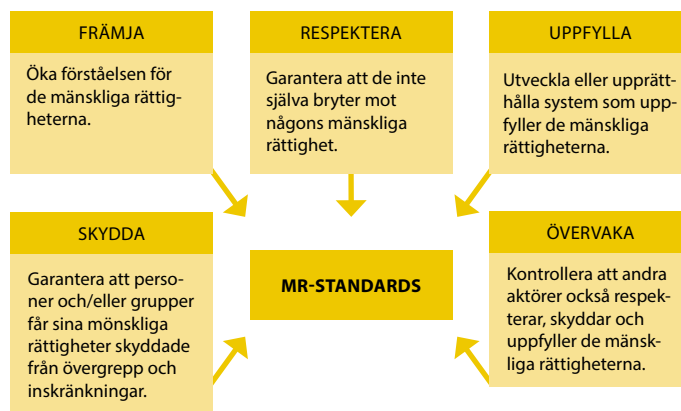 FRÄMJA
Öka förståelsen för
de mänskliga rättig-
heterna.
RESPEKTERA
Garantera att de inte
själva bryter mot
någons mänskliga
rättighet.
UPPFYLLA
Utveckla eller upprätt-
hålla system som upp-
fyller de mänskliga
rättigheterna.
SKYDDA
Garantera att perso-
ner och/eller grupper
får sina mönskliga
rättigheter skyddade
från övergrepp och
inskränkningar.
MR-STANDARDS
ÖVERVAKA
Kontrollera att andra
aktörer också respek-
terar, skyddar och
uppfyller de mänsk-
liga rättigheterna.